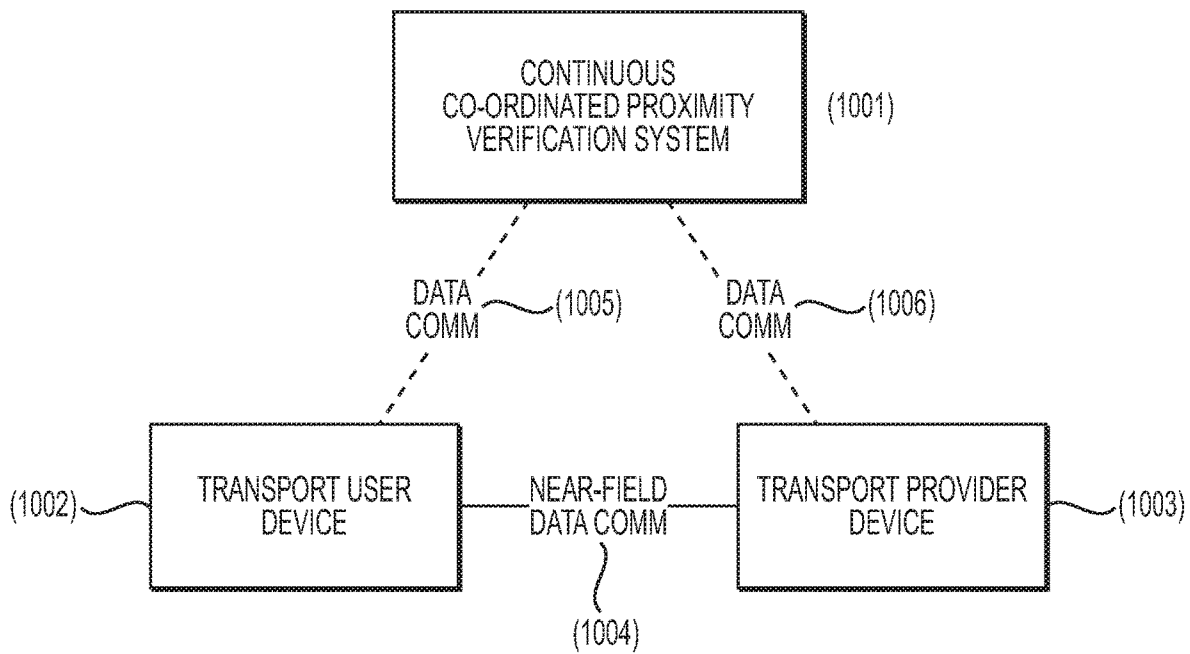 CONTINUOUS
CO-ORDINATED PROXIMITY
VERIFICATION SYSTEM
(1001)
DATA
COMM
(1005)
DATA
COMM
(1006)
(1002)
TRANSPORT USER
DEVICE
NEAR-FIELD
DATA COMM
TRANSPORT PROVIDER
DEVICE
(1003)
(1004)